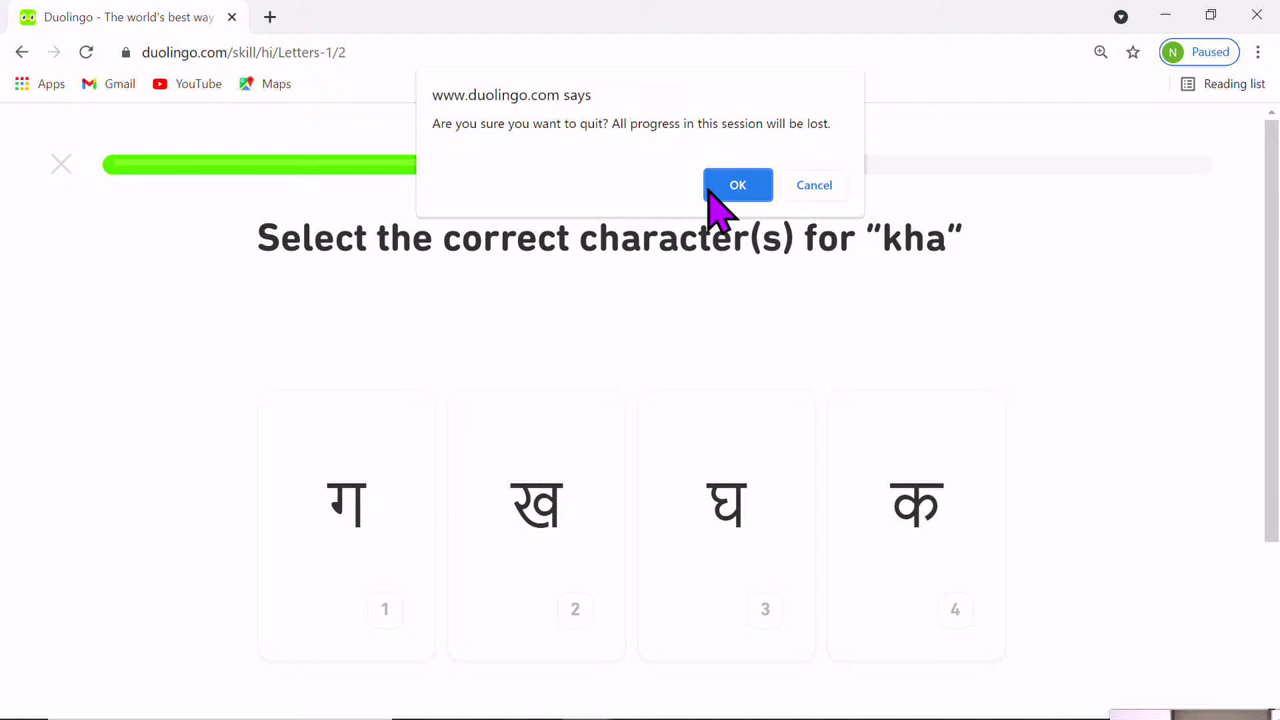 Duolingo - The world's best way
duolingo.com/skill/hi/Letters-1/2
N Paused
Apps Gmail YouTube Maps Reading list
www.duolingo.com says
Are you sure you want to quit? All progress in this session will be lost.
OK Cancel
Select the correct character(s) for “kha“
ग ख घ क
1 2 3 4